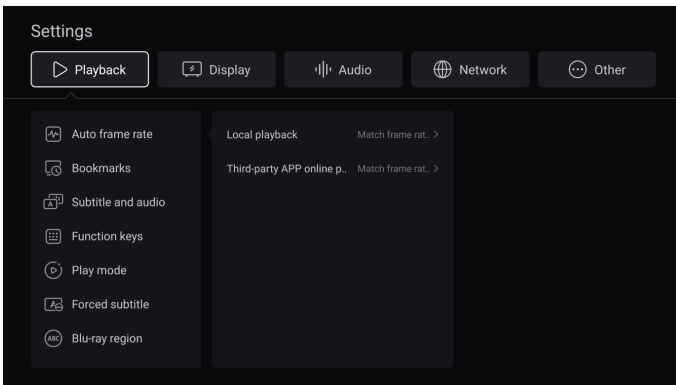 Settings
Playback Display Audio Network Other
Auto frame rate
Bookmarks
Subtitle and audio
Function keys
Play mode
Forced subtitle
ABC Blu-ray region
Local playback Match frame rat.. >
Third-party APP online p.. Match frame rat.. >